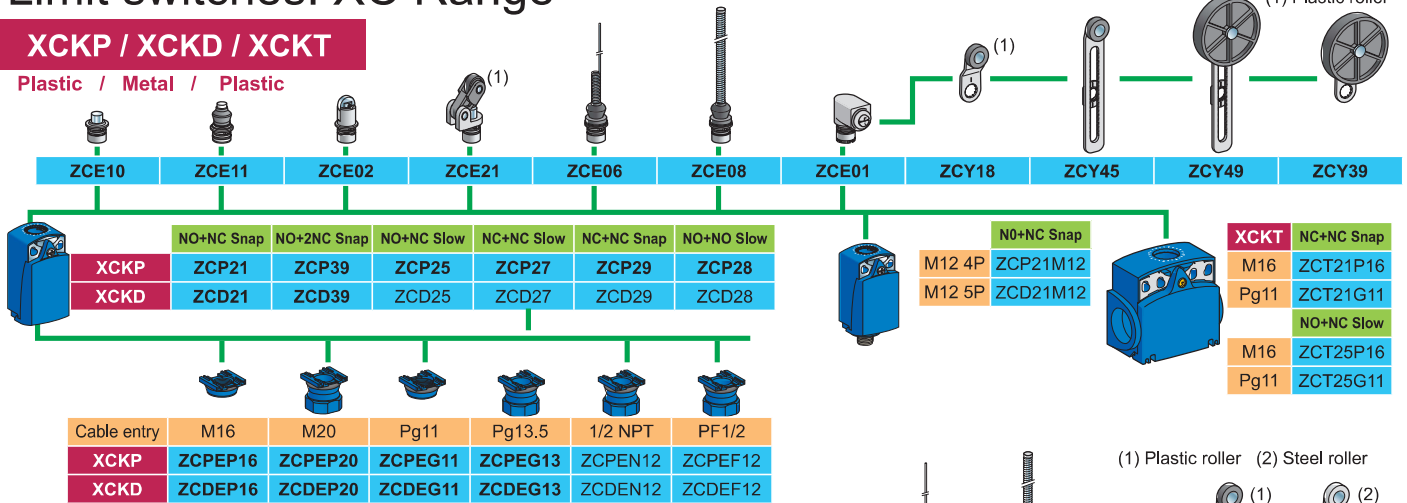 Limit switches: XC Range
(1) Plastic roller
XCKP / XCKD / XCKT
Plastic / Metal / Plastic
(1)
(1)
ZCE10 ZCE11 ZCE02 ZCE21 ZCE06 ZCE08 ZCE01 ZCY18 ZCY45 ZCY49 ZCY39
NO+NC Snap NO+2NC Snap NO+NC Slow NC+NC Slow NC+NC Snap NO+NO Slow
XCKP ZCP21 ZCP39 ZCP25 ZCP27 ZCP29 ZCP28
XCKD ZCD21 ZCD39 ZCD25 ZCD27 ZCD29 ZCD28
N0+NC Snap
M12 4P ZCP21M12
M12 5P ZCD21M12
XCKT NC+NC Snap
M16 ZCT21P16
Pg11 ZCT21G11
NO+NC Slow
M16 ZCT25P16
Pg11 ZCT25G11
Cable entry M16 M20 Pg11 Pg13.5 1/2 NPT PF1/2
XCKP ZCPEP16 ZCPEP20 ZCPEG11 ZCPEG13 ZCPEN12 ZCPEF12
XCKD ZCDEP16 ZCDEP20 ZCDEG11 ZCDEG13 ZCDEN12 ZCDEF12
(1) Plastic roller (2) Steel roller
(1) (2)